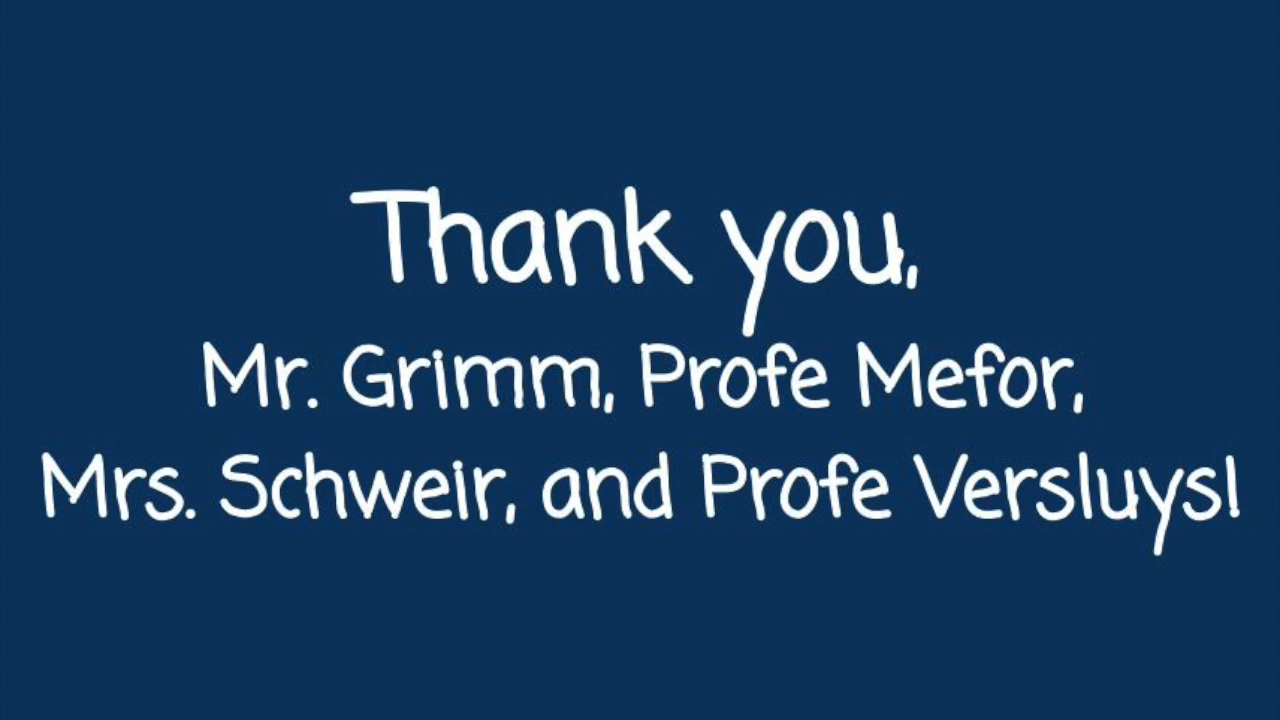 Thank you,
Mr. Grimm, Profe Mefor,
Mrs. Schweir, and Profe Versluys!